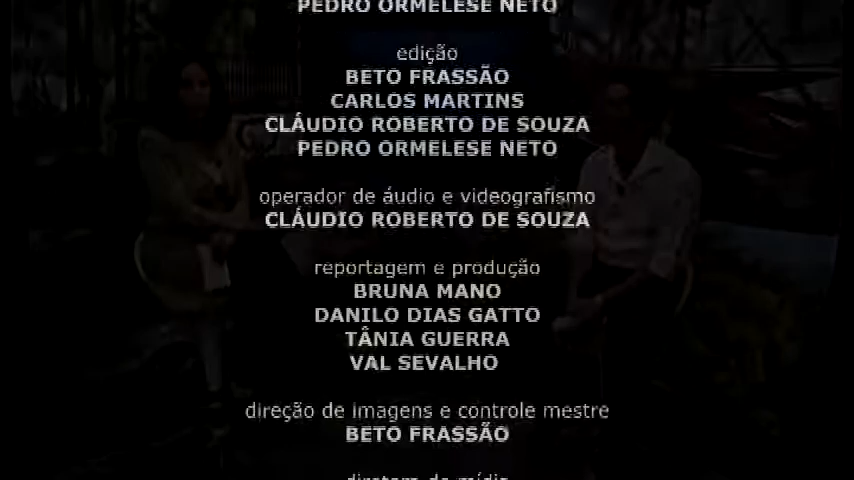 PEDRO ORMELESE NETO
edição
BETO FRASSÃO
CARLOS MARTINS
CLÁUDIO ROBERTO DE SOUZA
PEDRO ORMELESE NETO
operador de áudio e videografismo
CLÁUDIO ROBERTO DE SOUZA
reportagem e produção
BRUNA MANO
DANILO DIAS GATTO
TÂNIA GUERRA
VAL SEVALHO
direção de imagens e controle mestre
BETO FRASSÃO